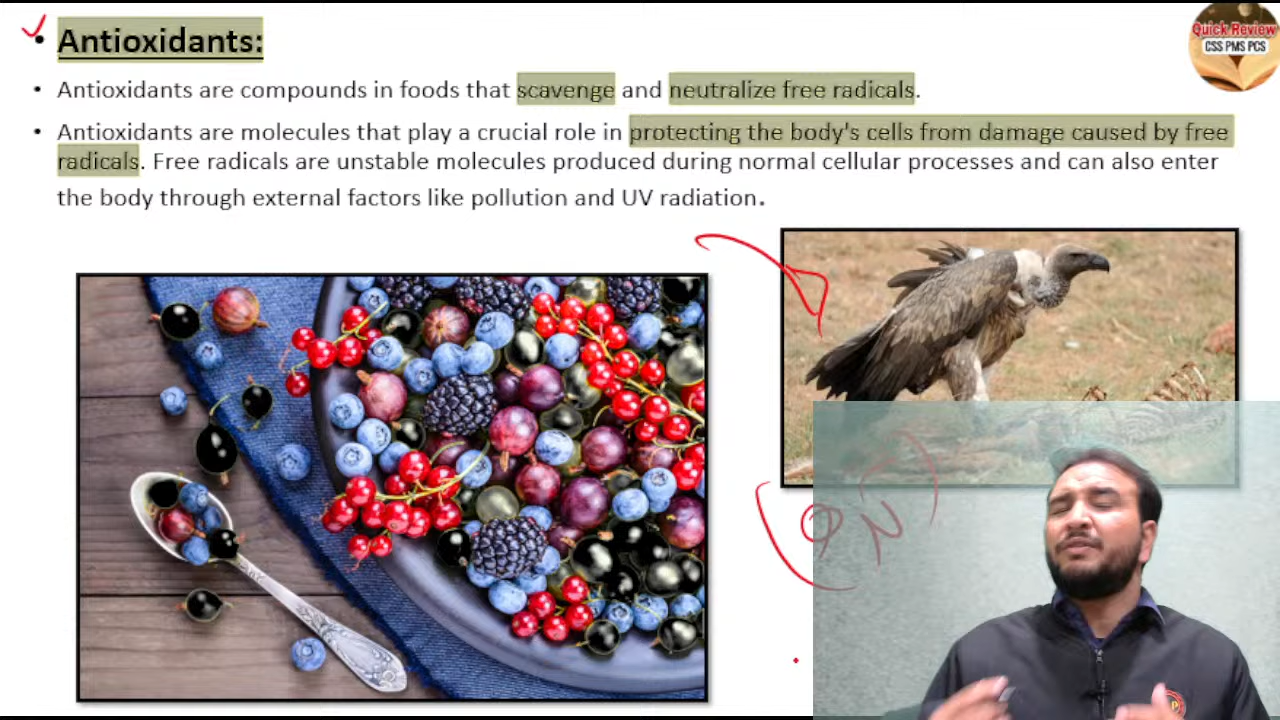 • Antioxidants:
• Antioxidants are compounds in foods that scavenge and neutralize free radicals.
• Antioxidants are molecules that play a crucial role in protecting the body's cells from damage caused by free
radicals. Free radicals are unstable molecules produced during normal cellular processes and can also enter
the body through external factors like pollution and UV radiation.
Quick Review
CSS PMS PCS